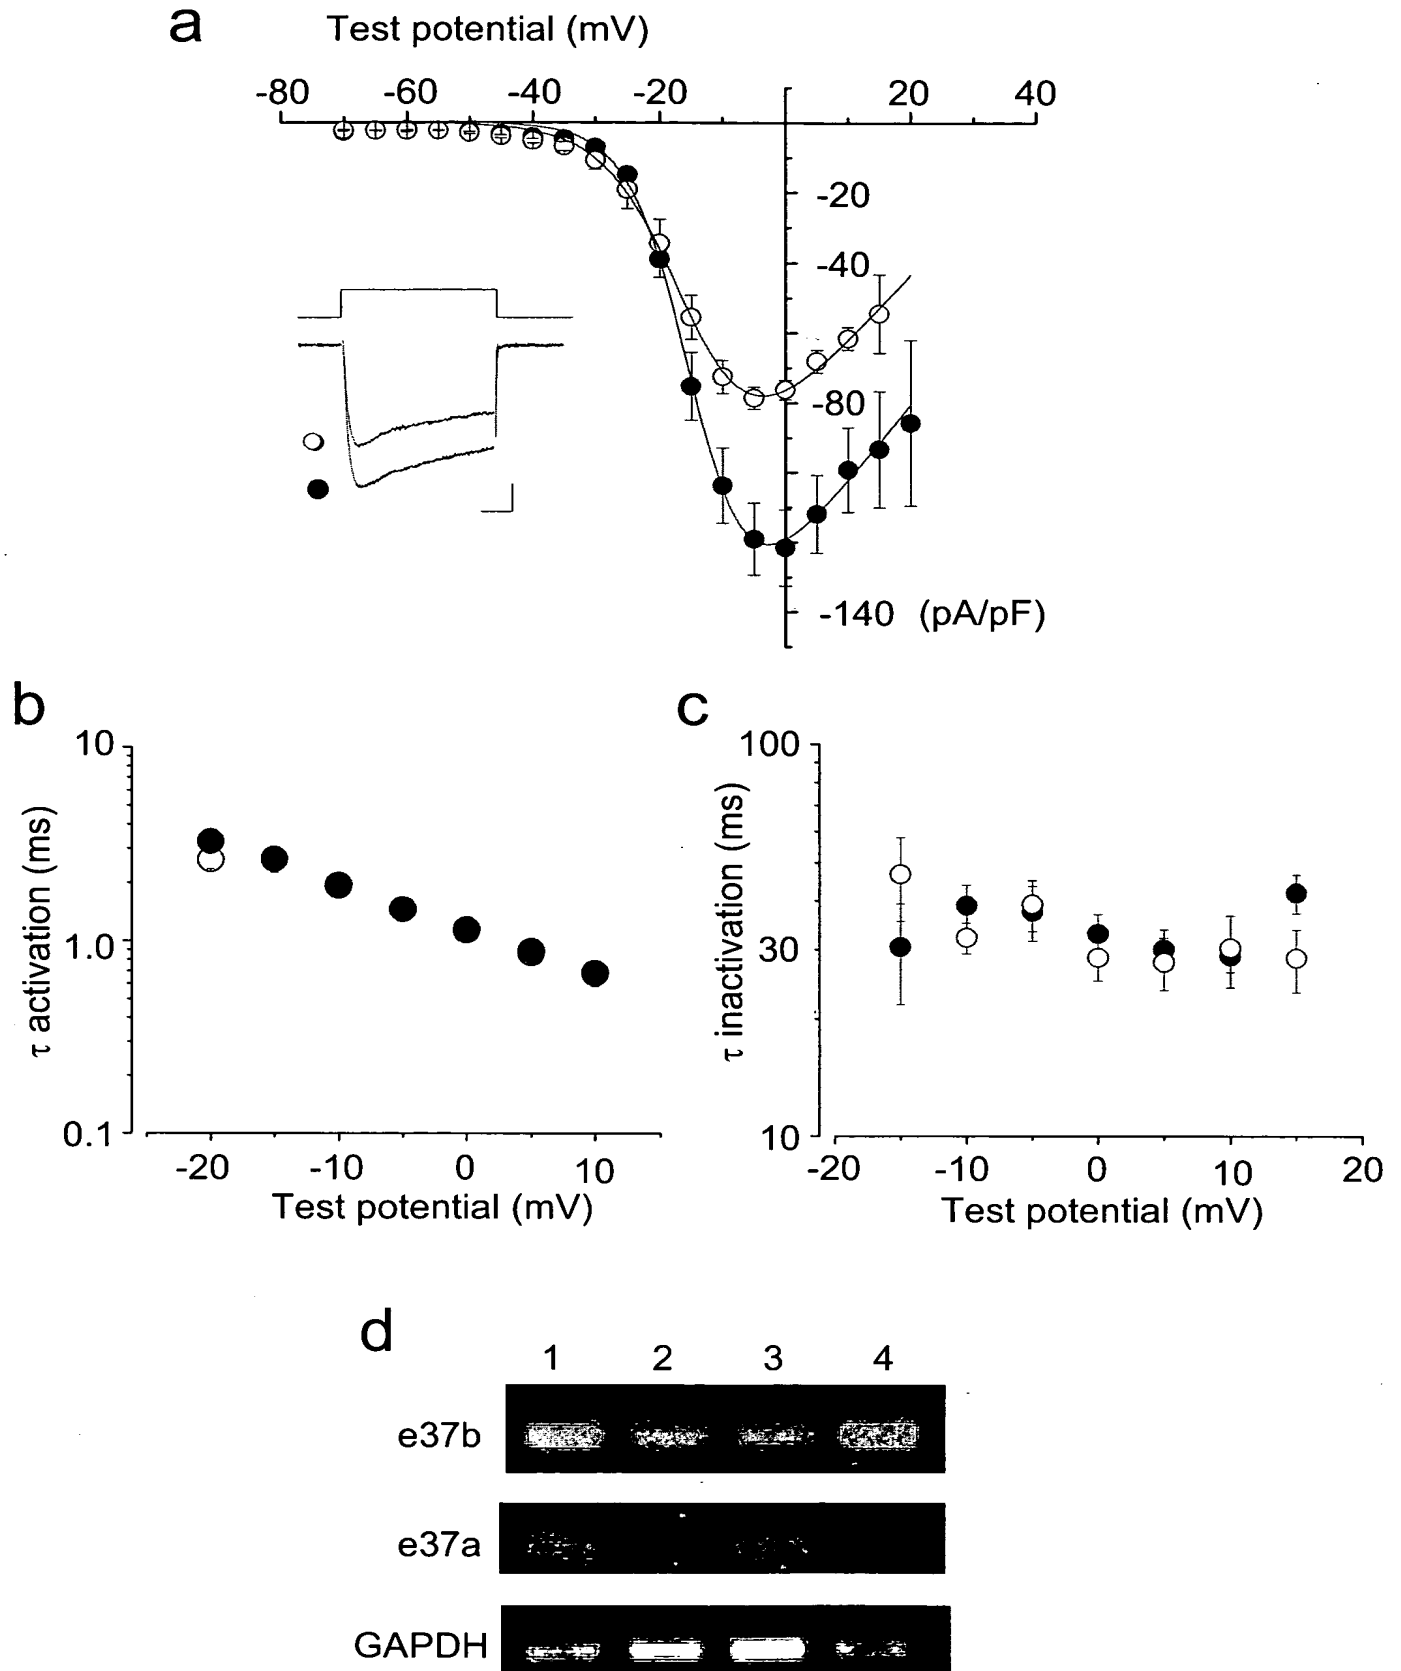 a
Test potential (mV)
-80 -60 -40 -20 20 40
-20
-40
-80
-140 (pA/pF)
b
c
10
1.0
0.1
τ activation (ms)
-20 -10 0 10
Test potential (mV)
100
30
10
τ inactivation (ms)
-20 -10 0 10 20
Test potential (mV)
d
1 2 3 4
e37b
e37a
GAPDH